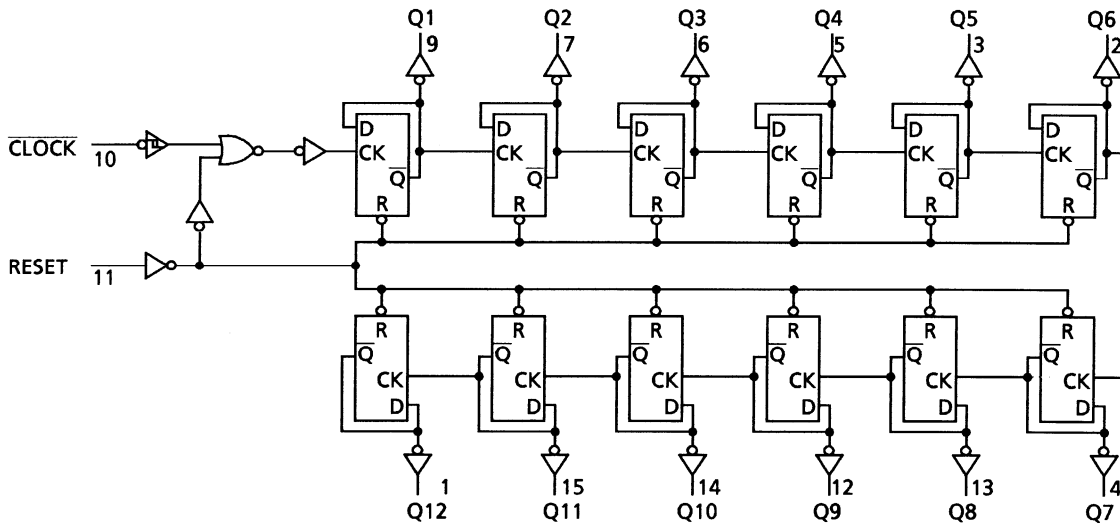 Q1 Q2 Q3 Q4 Q5 Q6
9 7 6 5 3 2
D D D D D D
CLOCK 10 CK CK CK CK CK CK
Q Q Q Q Q Q
R R R R R R
RESET 11
R R R R R R
Q Q Q Q Q Q
CK CK CK CK CK CK
D D D D D D
1 15 14 12 13 4
Q12 Q11 Q10 Q9 Q8 Q7